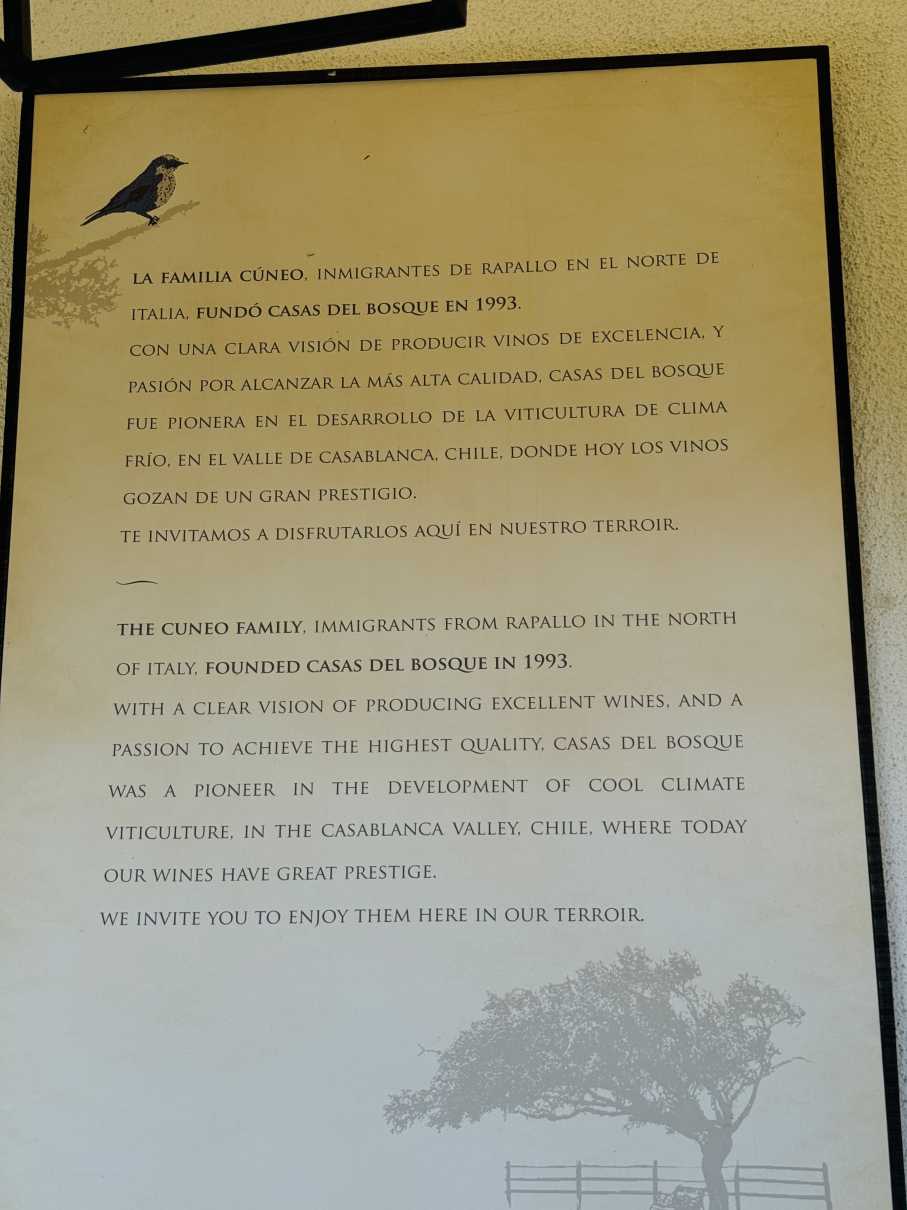 LA FAMILIA CÚNEO, INMIGRANTES DE RAPALLO EN EL NORTE DE
ITALIA, FUNDÓ CASAS DEL BOSQUE EN 1993.
CON UNA CLARA VISIÓN DE PRODUCIR VINOS DE EXCELENCIA, Y
PASIÓN POR ALCANZAR LA MÁS ALTA CALIDAD, CASAS DEL BOSQUE
FUE PIONERA EN EL DESARROLLO DE LA VITICULTURA DE CLIMA
FRÍO, EN EL VALLE DE CASABLANCA, CHILE, DONDE HOY LOS VINOS
GOZAN DE UN GRAN PRESTIGIO.
TE INVITAMOS A DISFRUTARLOS AQUÍ EN NUESTRO TERROIR.
THE CUNEO FAMILY, IMMIGRANTS FROM RAPALLO IN THE NORTH
OF ITALY, FOUNDED CASAS DEL BOSQUE IN 1993.
WITH A CLEAR VISION OF PRODUCING EXCELLENT WINES, AND A
PASSION TO ACHIEVE THE HIGHEST QUALITY, CASAS DEL BOSQUE
WAS A PIONEER IN THE DEVELOPMENT OF COOL CLIMATE
VITICULTURE, IN THE CASABLANCA VALLEY, CHILE, WHERE TODAY
OUR WINES HAVE GREAT PRESTIGE.
WE INVITE YOU TO ENJOY THEM HERE IN OUR TERROIR.